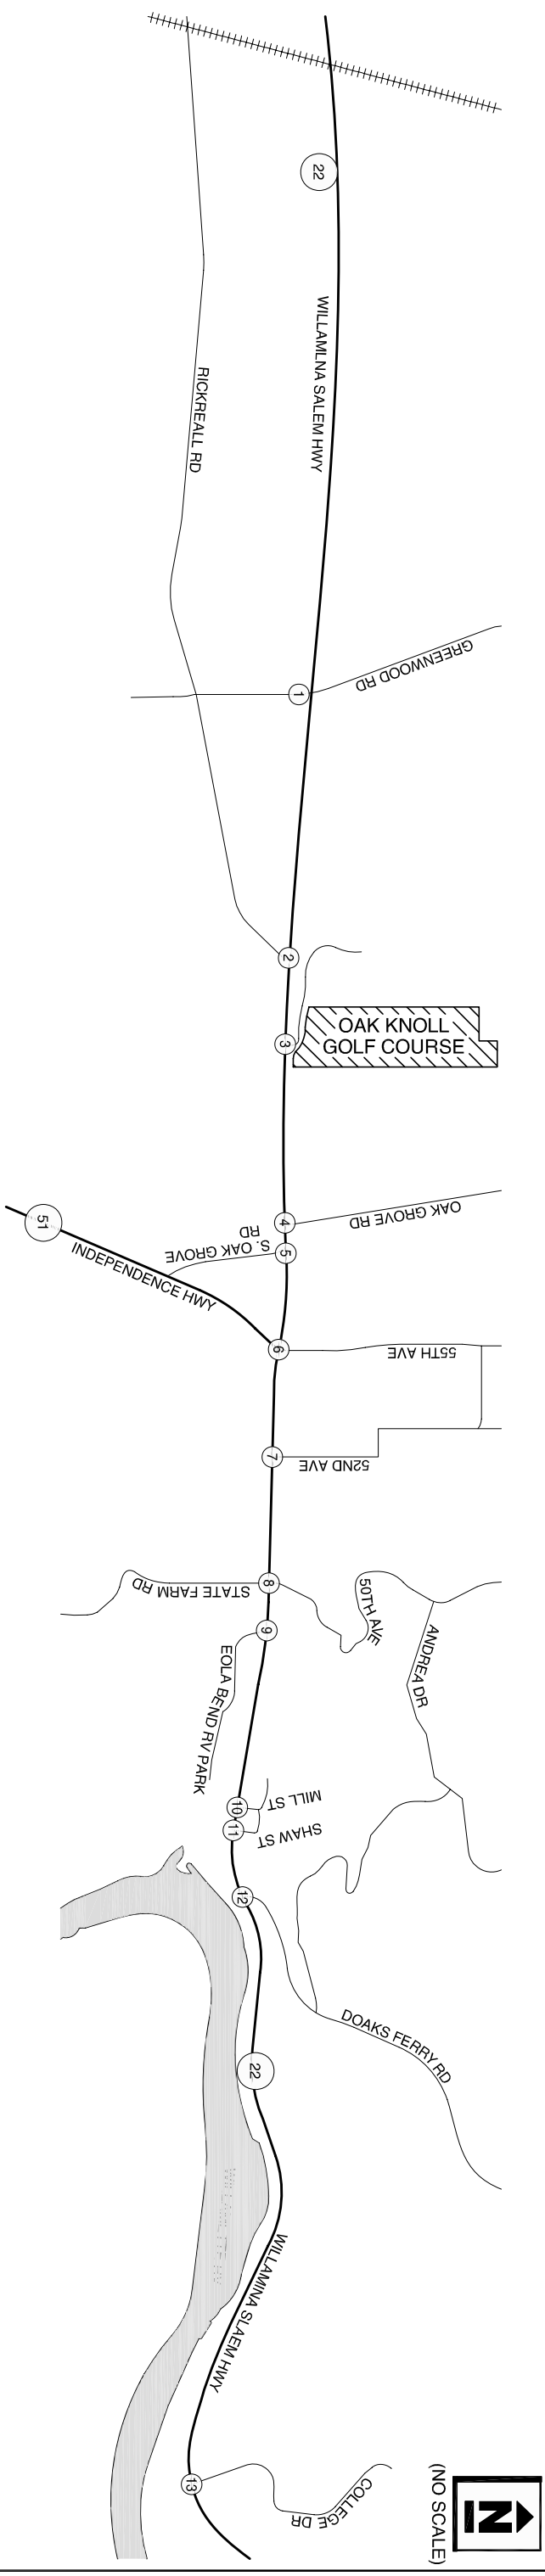 22
WILLAMLNA SALEM HWY
RICKREALL RD
GREENWOOD RD
1
2
3
OAK KNOLL
GOLF COURSE
4
OAK GROVE RD
5
S. OAK GROVE
RD
51
INDEPENDENCE HWY
6
55TH AVE
7
52ND AVE
8
STATE FARM RD
50TH AVE
ANDREA DR
9
EOLA BEND RV PARK
10
MILL ST
11
SHAW ST
12
DOAKS FERRY RD
22
WILLAMINA SLAEM HWY
13
COLLEGE DR
N
(NO SCALE)